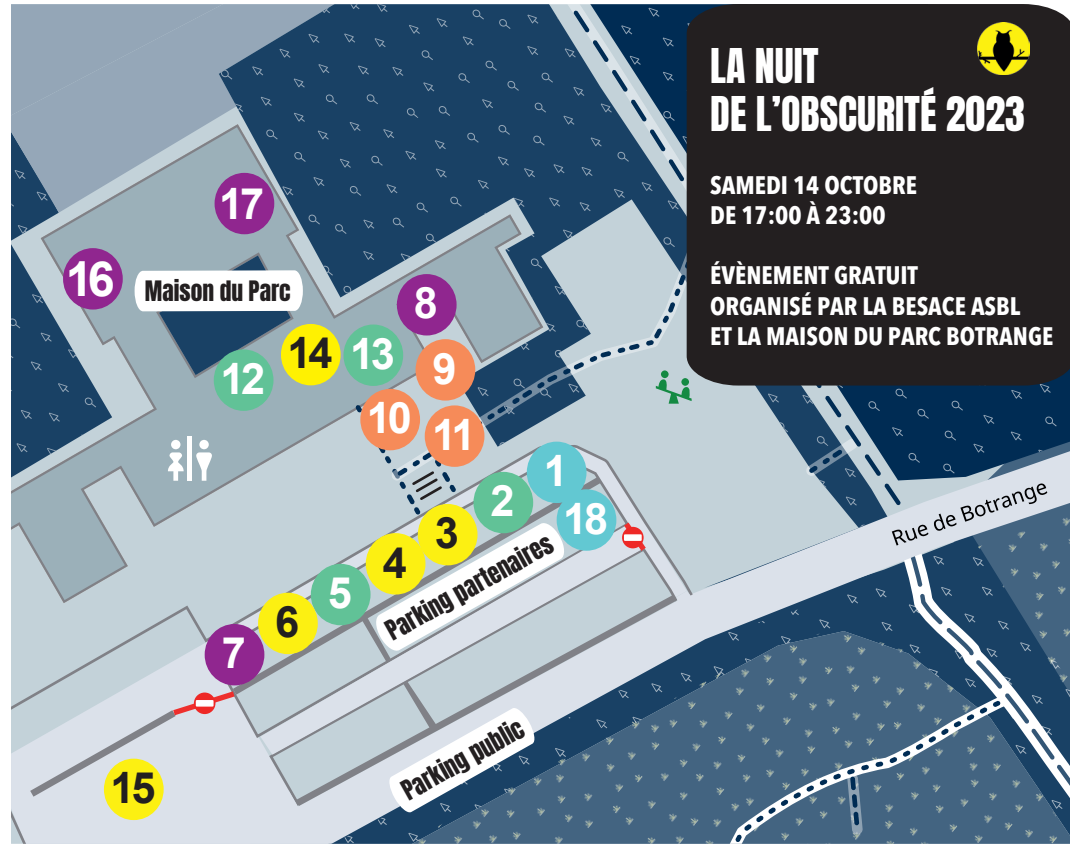 LA NUIT
DE L'OBSCURITÉ 2023
SAMEDI 14 OCTOBRE
DE 17:00 À 23:00
ÉVÈNEMENT GRATUIT
ORGANISÉ PAR LA BESACE ASBL
ET LA MAISON DU PARC BOTRANGE
17
16
Maison du Parc
8
14
13
12
9
10
11
1
2
18
3
4
5
6
7
Parking partenaires
Rue de Botrange
Parking public
15